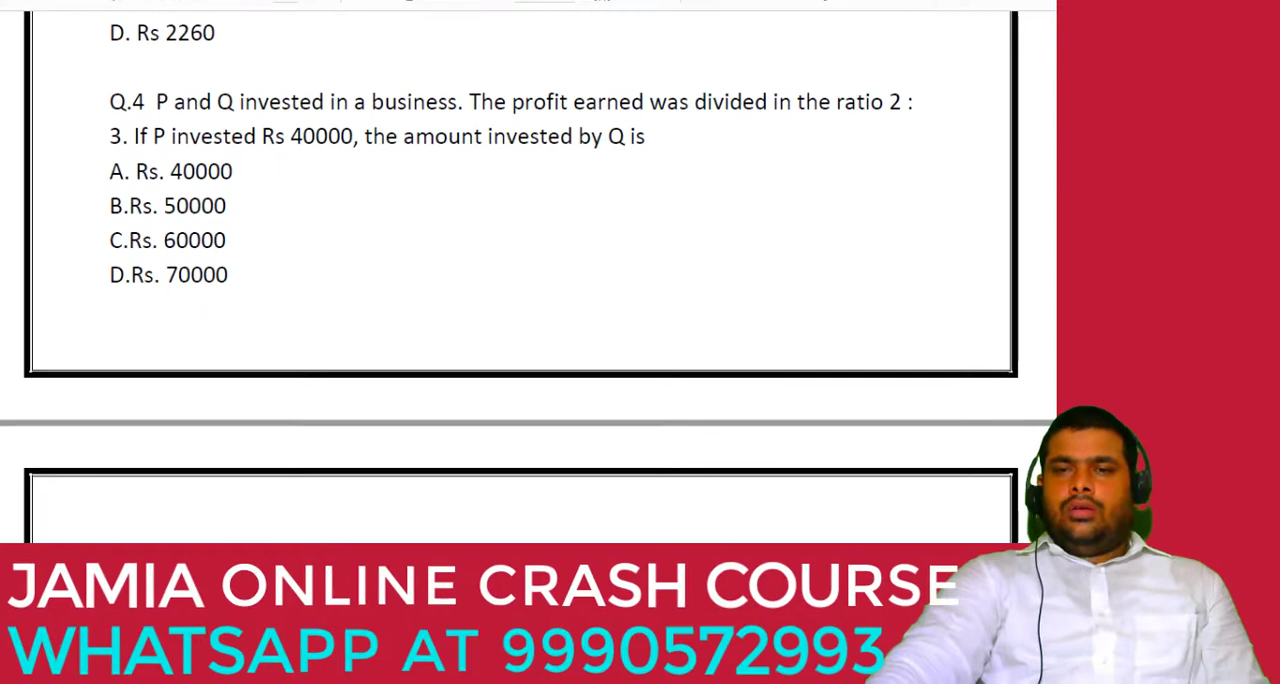 D. Rs 2260
Q.4 P and Q invested in a business. The profit earned was divided in the ratio 2 :
3. If P invested Rs 40000, the amount invested by Q is
A. Rs. 40000
B.Rs. 50000
C.Rs. 60000
D.Rs. 70000
JAMIA ONLINE CRASH COURSE
WHATSAPP AT 9990572993